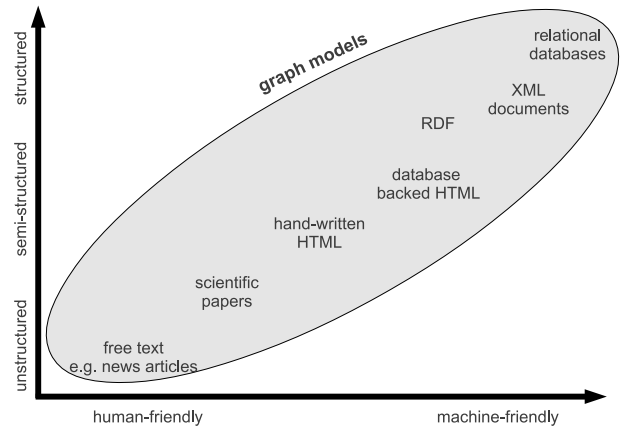 structured
semi-structured
unstructured
graph models
relational
databases
XML
documents
RDF
database
backed HTML
hand-written
HTML
scientific
papers
free text
e.g. news articles
human-friendly
machine-friendly